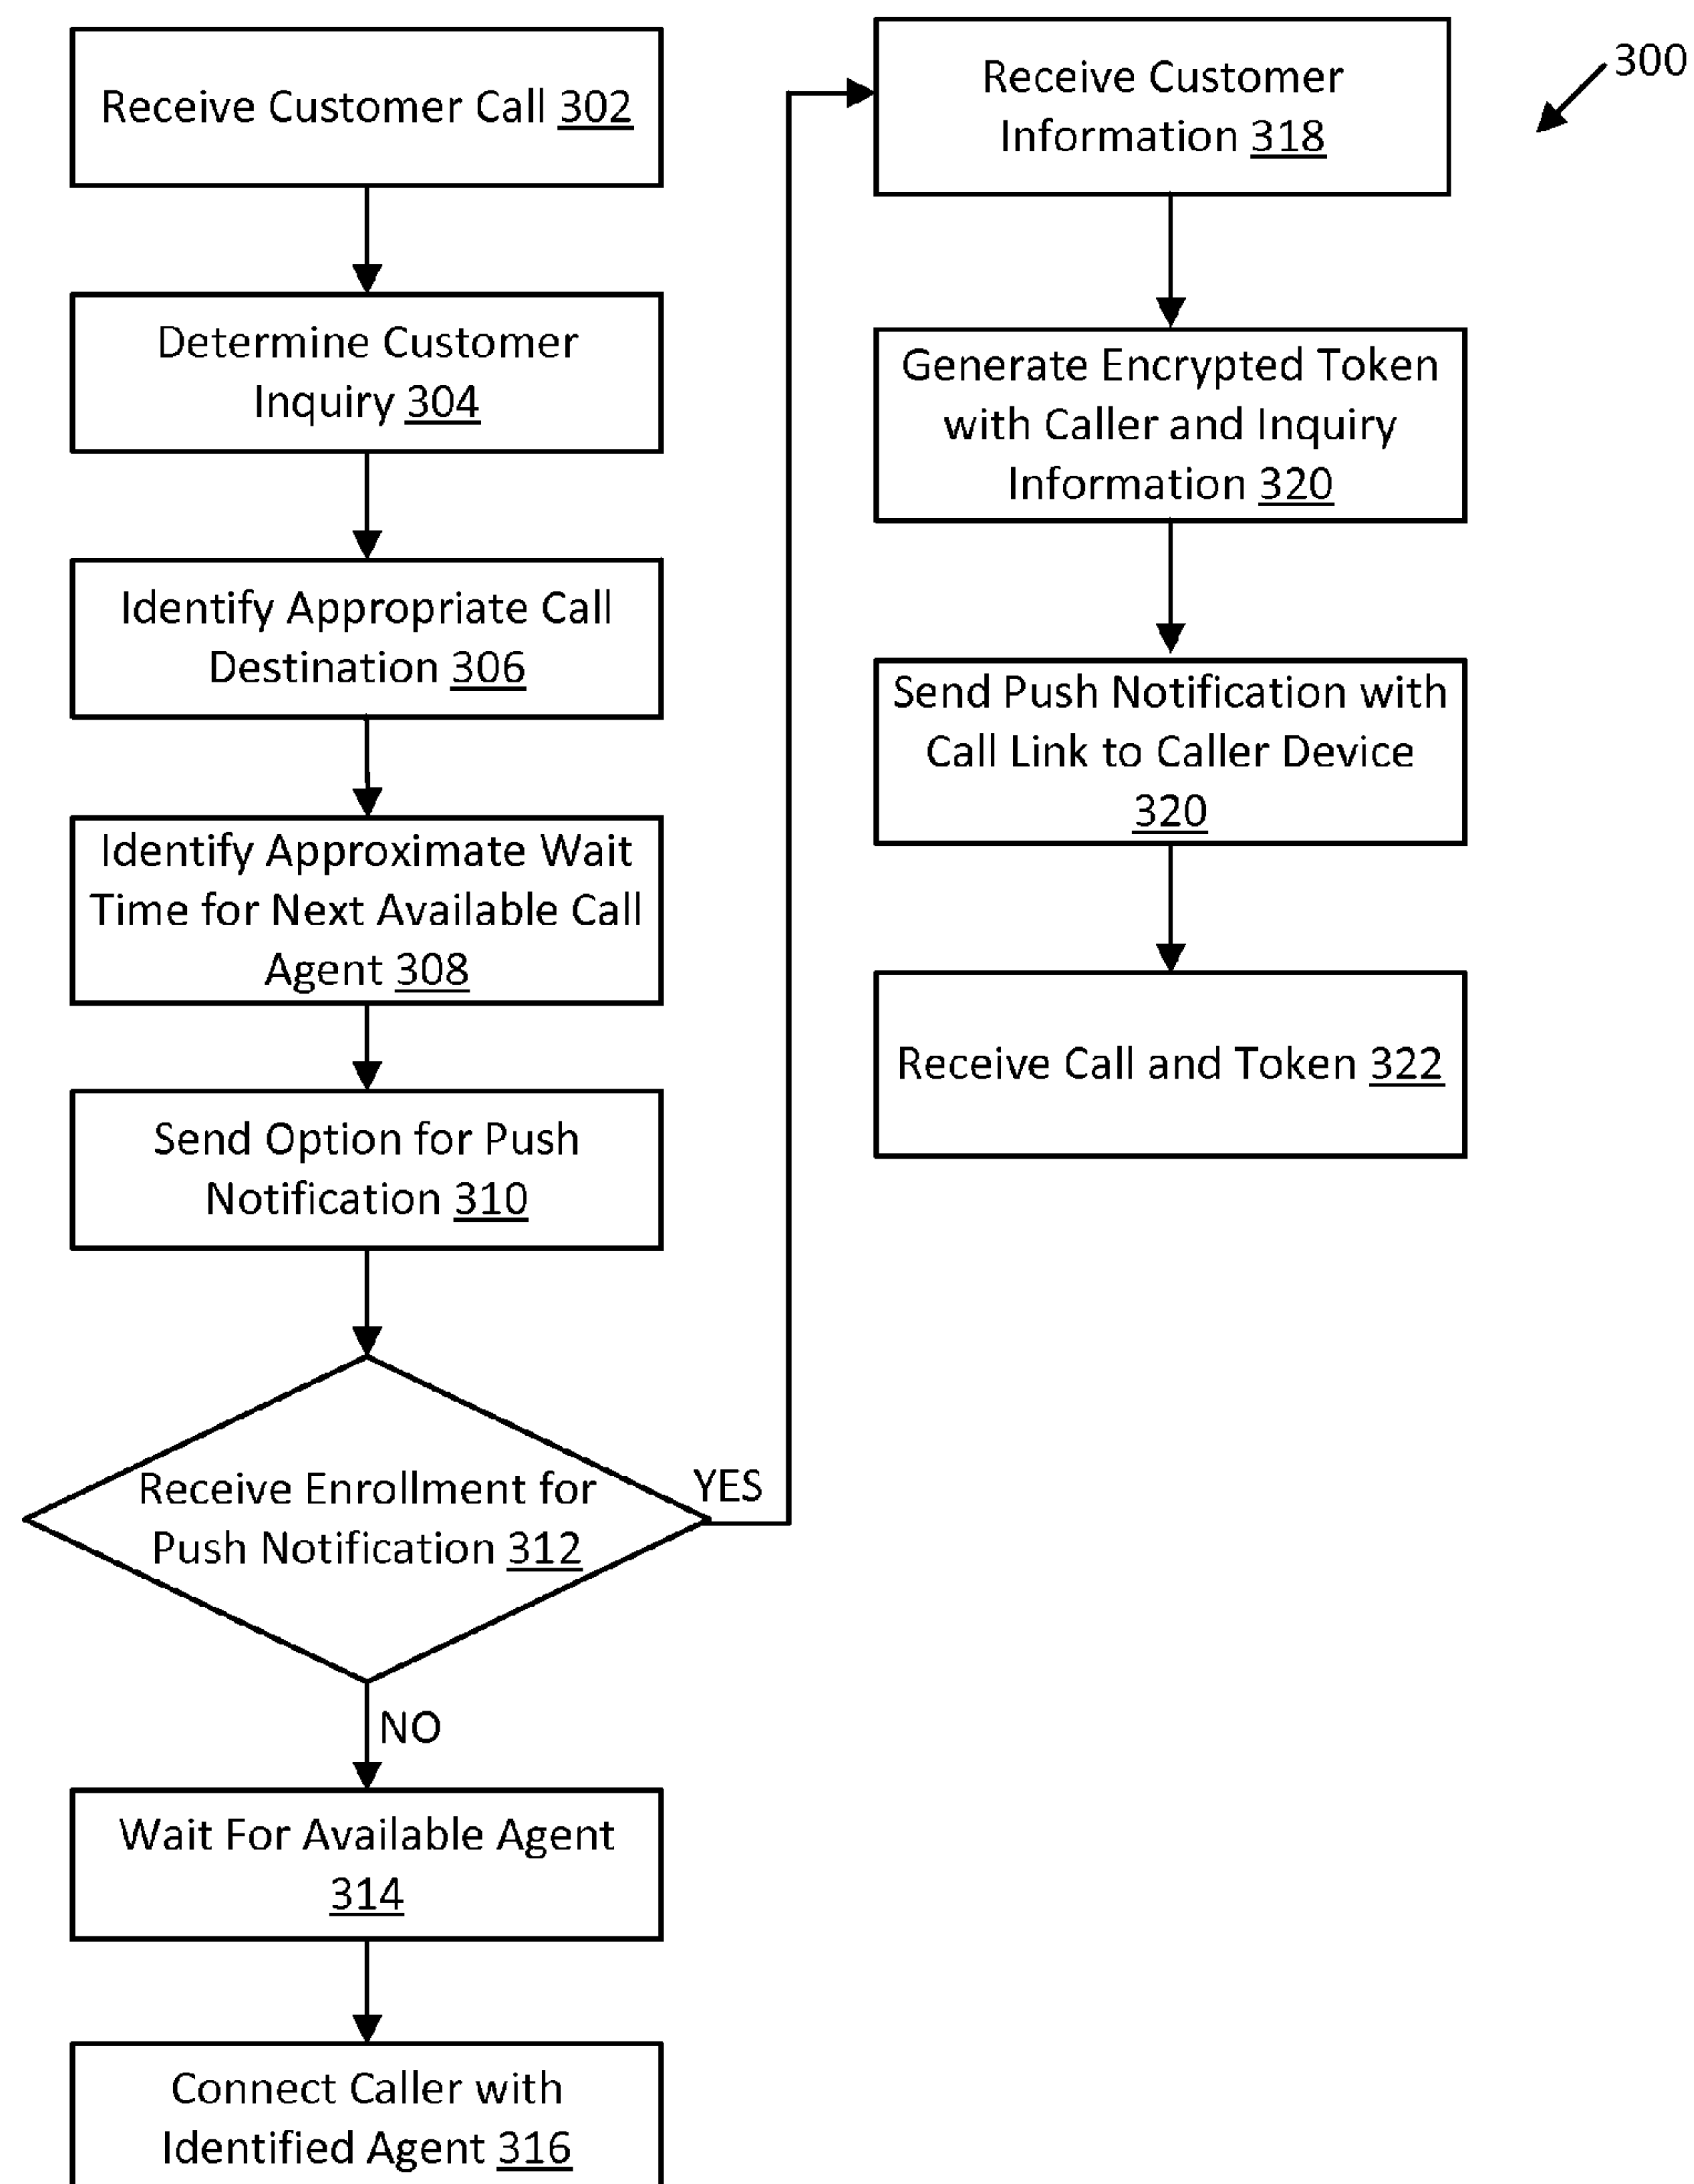 Receive Customer Call 302
Determine Customer
Inquiry 304
Identify Appropriate Call
Destination 306
Identify Approximate Wait
Time for Next Available Call
Agent 308
Send Option for Push
Notification 310
Receive Enrollment for
Push Notification 312
YES
NO
Wait For Available Agent
314
Connect Caller with
Identified Agent 316
Receive Customer
Information 318
Generate Encrypted Token
with Caller and Inquiry
Information 320
Send Push Notification with
Call Link to Caller Device
320
Receive Call and Token 322
300